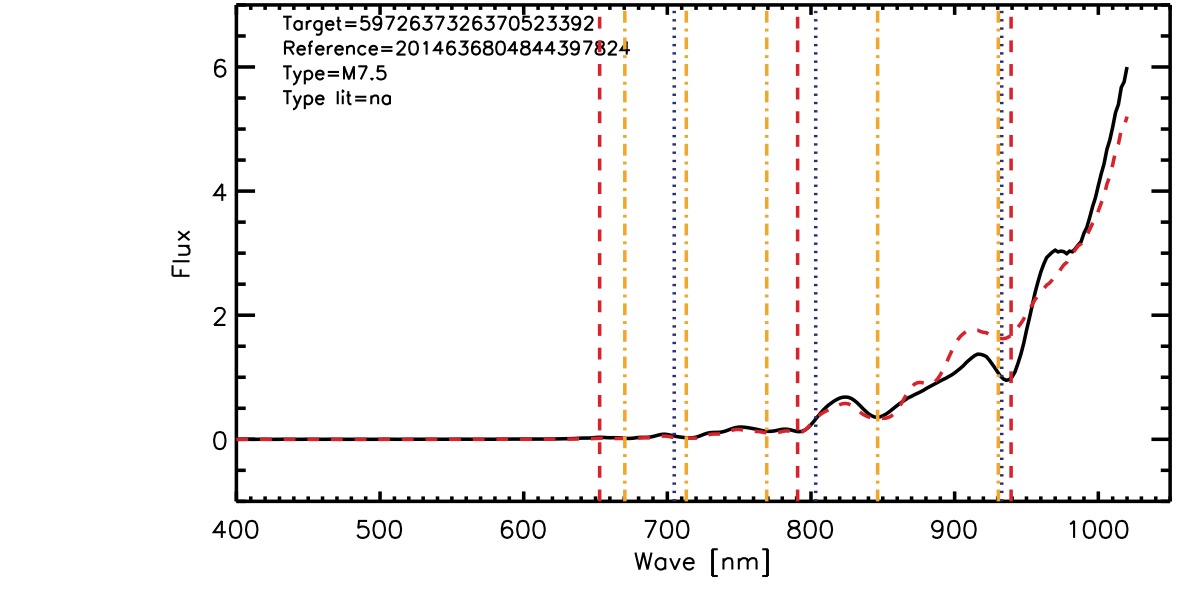 Target=5972637326370523392
Reference=2014636804844397824
Type=M7.5
Type lit=na
6
4
2
0
Flux
400 500 600 700 800 900 1000
Wave [nm]